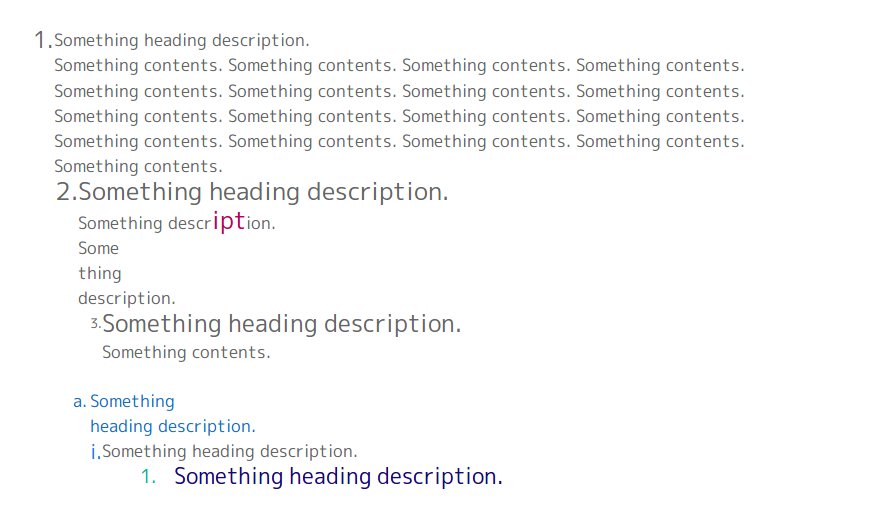 1.Something heading description.
Something contents. Something contents. Something contents. Something contents.
Something contents. Something contents. Something contents. Something contents.
Something contents. Something contents. Something contents. Something contents.
Something contents. Something contents. Something contents. Something contents.
Something contents.
2.Something heading description.
Something description.
Some
thing
description.
3.Something heading description.
Something contents.
a. Something
heading description.
i.Something heading description.
1. Something heading description.